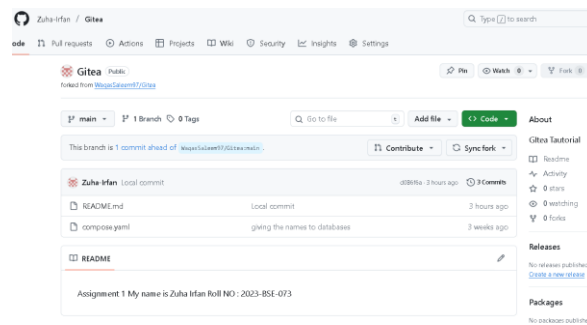 Zuha-Irfan / Gitea
Type / to search
ode Pull requests Actions Projects Wiki Security Insights Settings
Gitea Public
Pin Watch 0 Fork 0
forked from WaqasSaleem97/Gitea
main 1 Branch 0 Tags
Go to file t
Add file
Code
About
This branch is 1 commit ahead of WaqasSaleem97/Gitea:main.
Contribute
Sync fork
Gitea Tautorial
Zuha-Irfan Local commit
3 hours ago 3 Commits
README.md Local commit 3 hours ago
compose.yaml giving the names to databases 3 weeks ago
Readme
Activity
0 stars
0 watching
0 forks
README
Assignment 1 My name is Zuha Irfan Roll NO : 2023-BSE-073
Releases
No releases published
Create a new release
Packages
No packages published